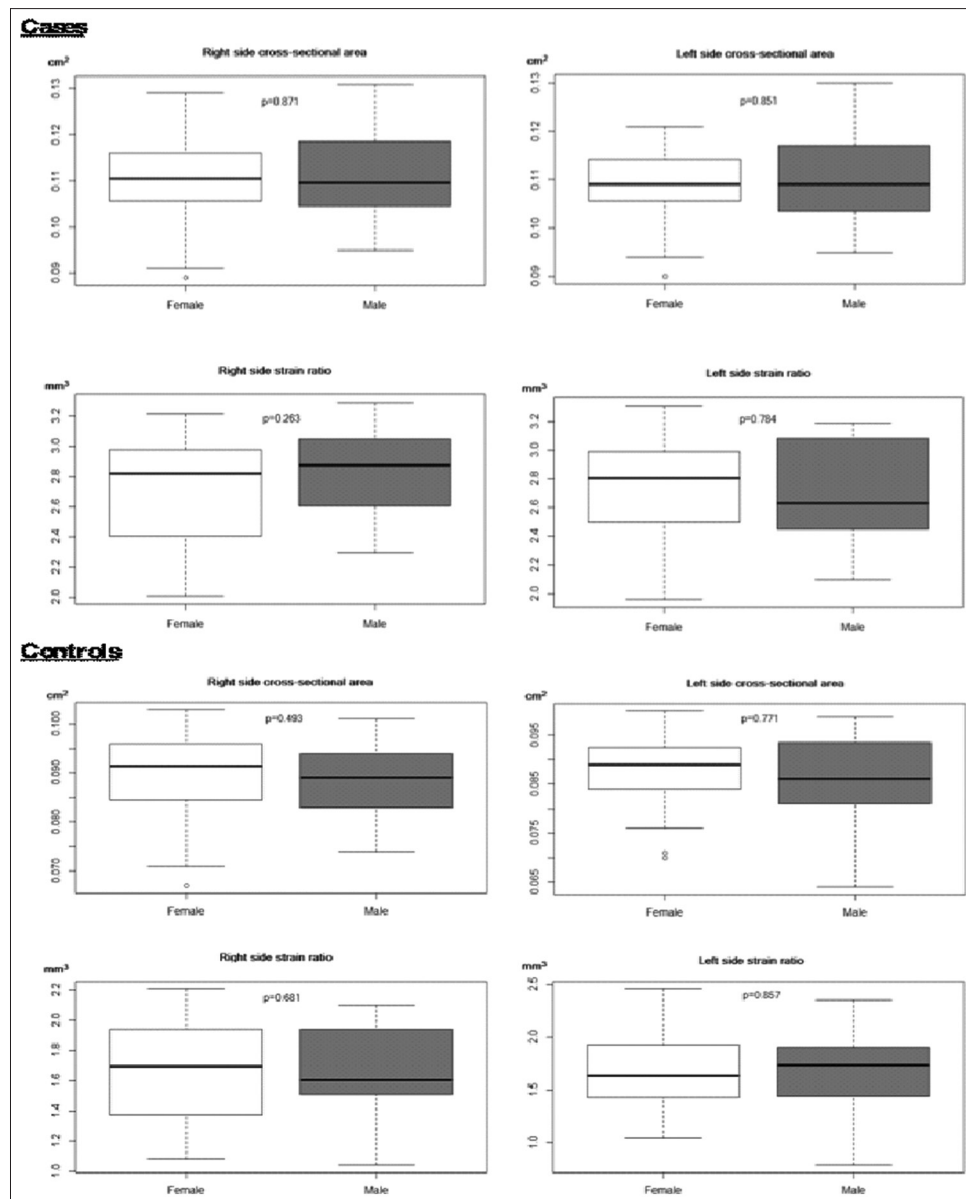 Cases
Right side cross-sectional area
cm²
0.13
0.12
0.11
0.10
0.09
p=0.871
Female
Male
Left side cross-sectional area
cm²
0.13
0.12
0.11
0.10
0.09
p=0.851
Female
Male
Right side strain ratio
mm³
3.2
3.0
2.8
2.6
2.4
2.2
2.0
p=0.263
Female
Male
Left side strain ratio
mm³
3.2
3.0
2.8
2.6
2.4
2.2
2.0
p=0.784
Female
Male
Controls
Right side cross-sectional area
cm²
0.100
0.090
0.080
0.070
p=0.493
Female
Male
Left side cross-sectional area
cm²
0.095
0.085
0.075
0.065
p=0.771
Female
Male
Right side strain ratio
mm³
2.2
2.0
1.8
1.6
1.4
1.2
1.0
p=0.681
Female
Male
Left side strain ratio
mm³
2.5
2.0
1.5
1.0
p=0.857
Female
Male